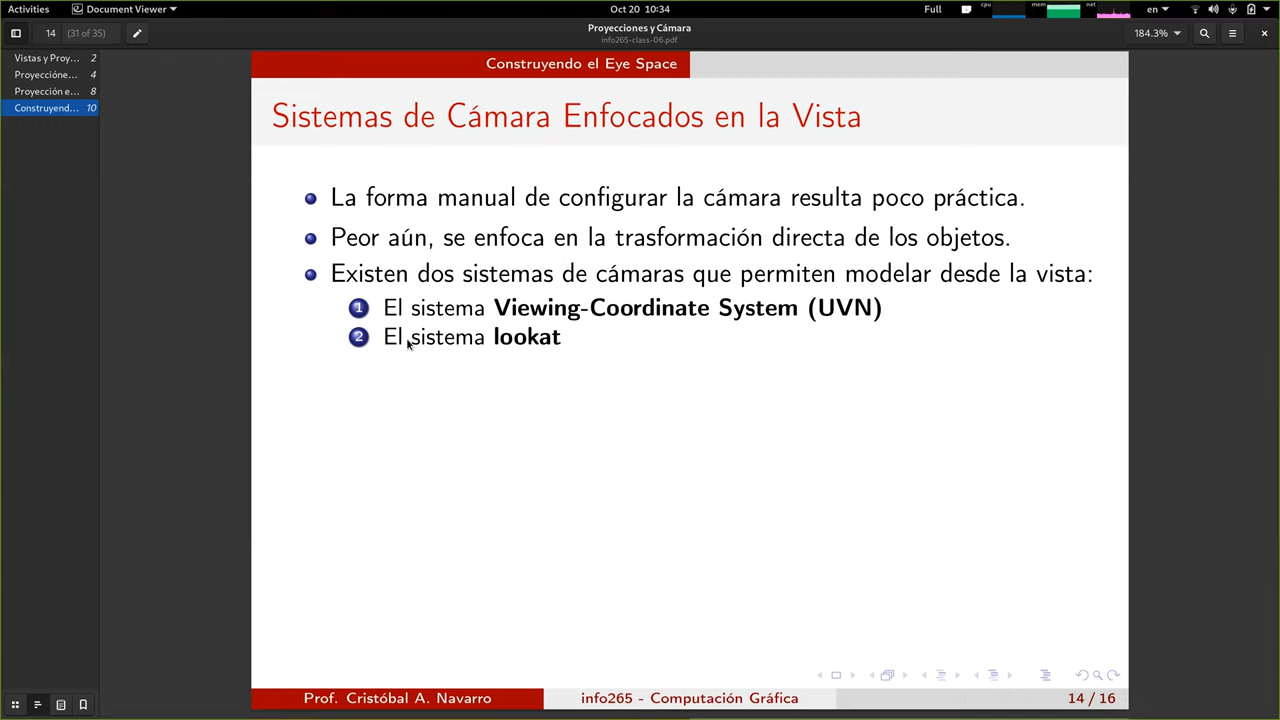 Activities
Document Viewer
Oct 20 10:34
Full
cpu
mem
net
en
14
(31 of 35)
Proyecciones y Cámara
info265-class-06.pdf
184.3%
Vistas y Proy... 2
Proyeccióne... 4
Proyección e... 8
Construyend... 10
Construyendo el Eye Space
Sistemas de Cámara Enfocados en la Vista
La forma manual de configurar la cámara resulta poco práctica.
Peor aún, se enfoca en la trasformación directa de los objetos.
Existen dos sistemas de cámaras que permiten modelar desde la vista:
1 El sistema Viewing-Coordinate System (UVN)
2 El sistema lookat
Prof. Cristóbal A. Navarro
info265 - Computación Gráfica
14 / 16